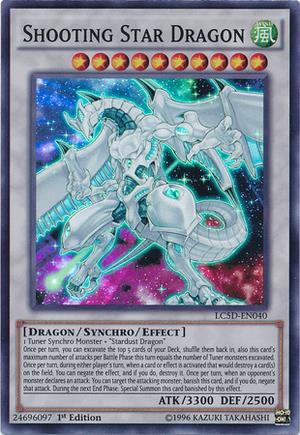 SHOOTING STAR DRAGON
風
LC5D-EN040
[DRAGON/SYNCHRO/EFFECT]
1 Tuner Synchro Monster + "Stardust Dragon"
Once per turn, you can excavate the top 5 cards of your Deck, shuffle them back in, also this card's
maximum number of attacks per Battle Phase this turn equals the number of Tuner monsters excavated.
Once per turn, during either player's turn, when a card or effect is activated that would destroy a card(s)
on the field: You can negate the effect, and if you do, destroy it. Once per turn, when an opponent's
monster declares an attack: You can target the attacking monster; banish this card, and if you do, negate
that attack. During the next End Phase: Special Summon this card banished by this effect.
ATK/3300 DEF/2500
24696097 1st Edition ©1996 KAZUKI TAKAHASHI